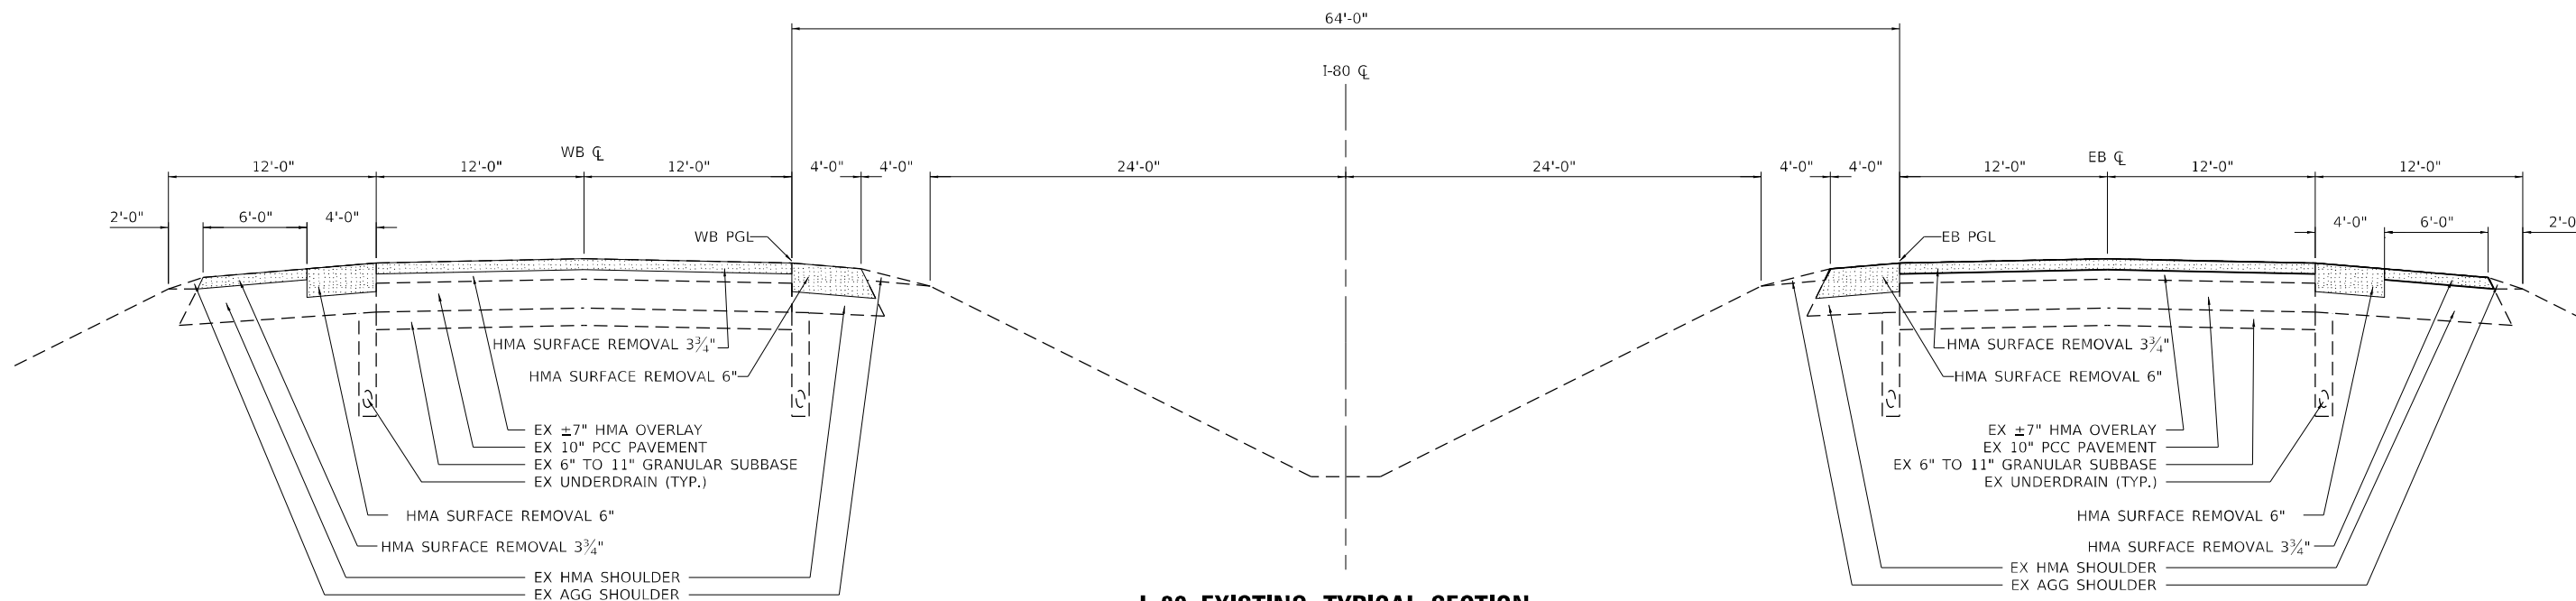 64'-0"
I-80 ℄
WB ℄
EB ℄
12'-0" 12'-0" 12'-0" 4'-0" 4'-0" 24'-0" 24'-0" 4'-0" 4'-0" 12'-0" 12'-0" 12'-0"
2'-0" 6'-0" 4'-0" 4'-0" 6'-0" 2'-0
WB PGL
EB PGL
HMA SURFACE REMOVAL 3¾"
HMA SURFACE REMOVAL 6"
EX ±7" HMA OVERLAY
EX 10" PCC PAVEMENT
EX 6" TO 11" GRANULAR SUBBASE
EX UNDERDRAIN (TYP.)
HMA SURFACE REMOVAL 6"
HMA SURFACE REMOVAL 3¾"
EX HMA SHOULDER
EX AGG SHOULDER
HMA SURFACE REMOVAL 3¾"
HMA SURFACE REMOVAL 6"
EX ±7" HMA OVERLAY
EX 10" PCC PAVEMENT
EX 6" TO 11" GRANULAR SUBBASE
EX UNDERDRAIN (TYP.)
HMA SURFACE REMOVAL 6"
HMA SURFACE REMOVAL 3¾"
EX HMA SHOULDER
EX AGG SHOULDER
I-80 EXISTING TYPICAL SECTION